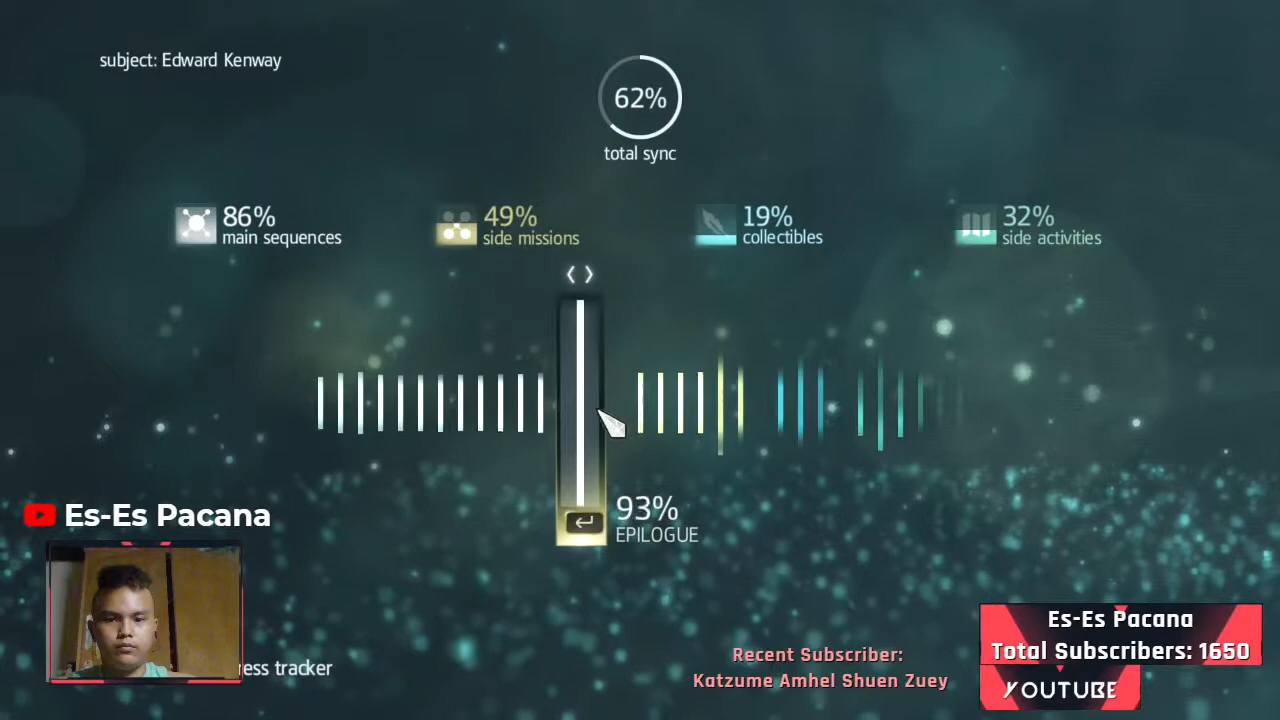 subject: Edward Kenway
62%
total sync
86%
main sequences
49%
side missions
19%
collectibles
32%
side activities
93%
EPILOGUE
Es-Es Pacana
ress tracker
Recent Subscriber:
Katzume Amhel Shuen Zuey
Es-Es Pacana
Total Subscribers: 1650
YOUTUBE